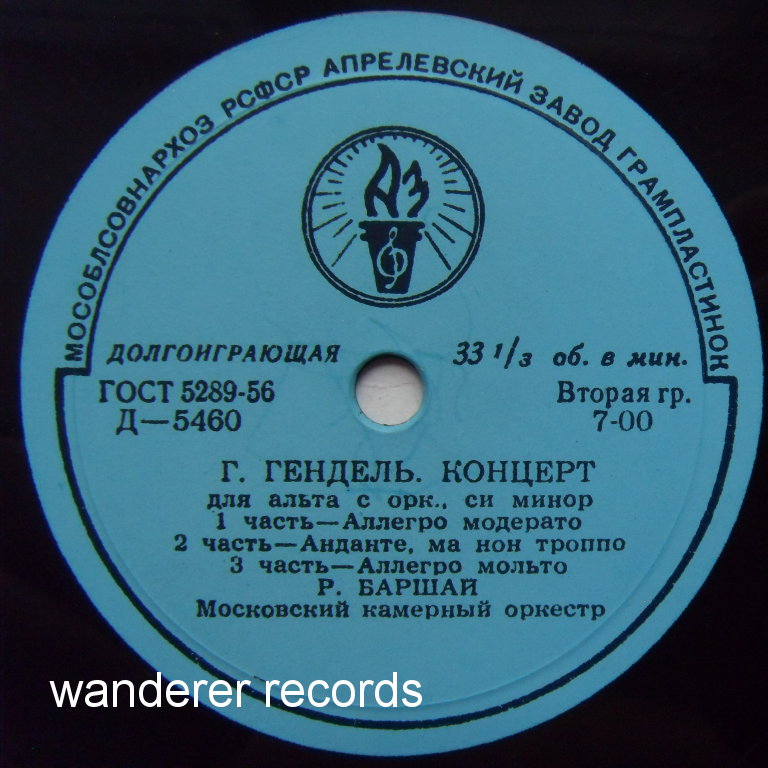 МОСОБЛСОВНАРХОЗ РСФСР АПРЕЛЕВСКИЙ ЗАВОД ГРАМПЛАСТИНОК
АЗ
ДОЛГОИГРАЮЩАЯ 33 1/3 об. в мин.
ГОСТ 5289-56 Вторая гр.
Д—5460 7-00
Г. ГЕНДЕЛЬ. КОНЦЕРТ
для альта с орк., си минор
1 часть—Аллегро модерато
2 часть—Анданте, ма нон троппо
3 часть—Аллегро мольто
Р. БАРШАЙ
Московский камерный оркестр
wanderer records